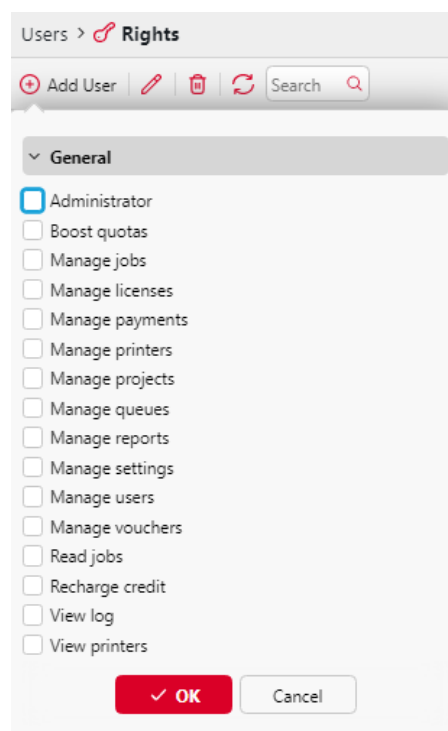 Users > Rights
Add User Search
General
Administrator
Boost quotas
Manage jobs
Manage licenses
Manage payments
Manage printers
Manage projects
Manage queues
Manage reports
Manage settings
Manage users
Manage vouchers
Read jobs
Recharge credit
View log
View printers
OK Cancel